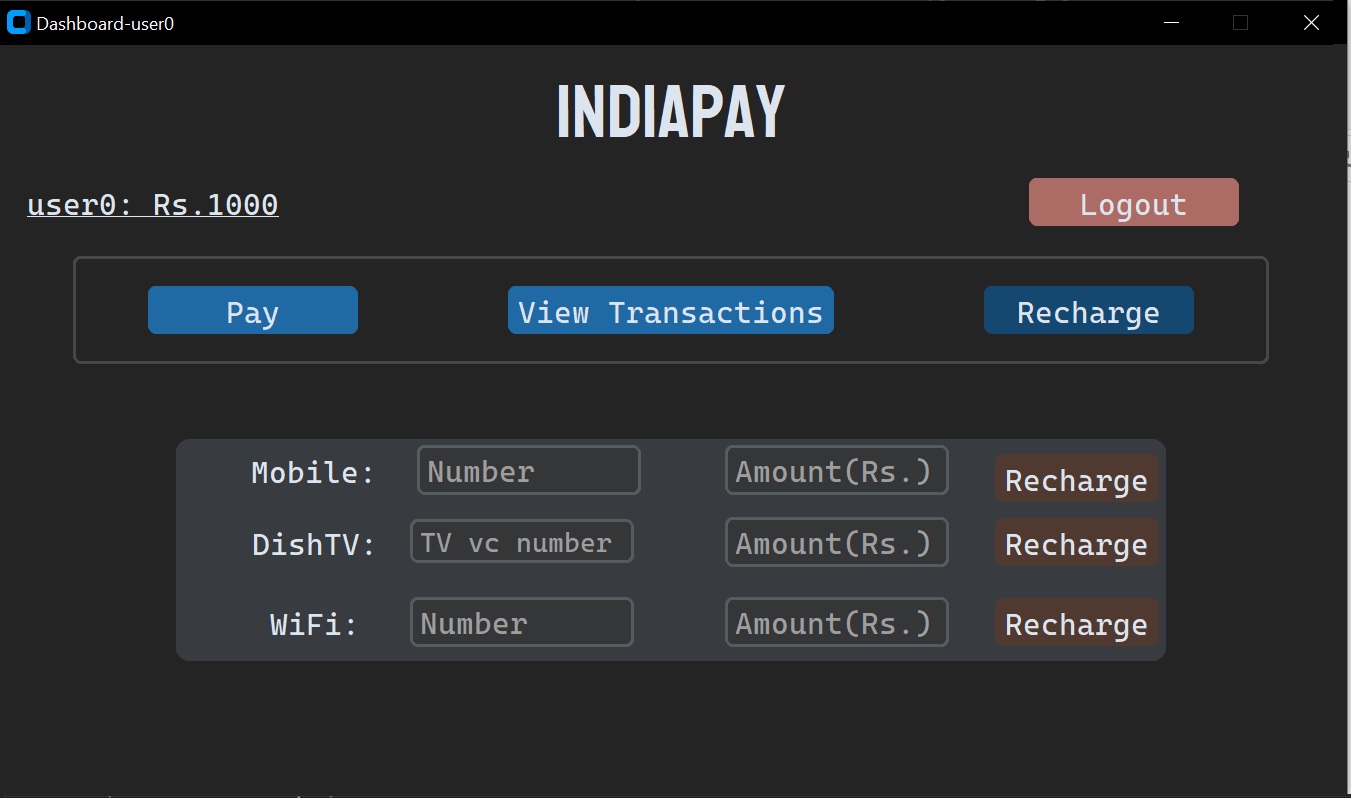 Dashboard-user0
INDIAPAY
user0: Rs.1000
Logout
Pay
View Transactions
Recharge
Mobile: Number Amount(Rs.) Recharge
DishTV: TV vc number Amount(Rs.) Recharge
WiFi: Number Amount(Rs.) Recharge